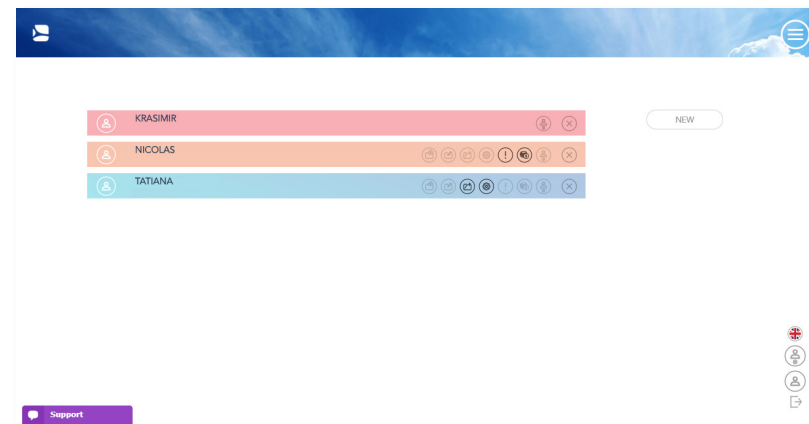 KRASIMIR
NEW
NICOLAS
TATIANA
Support